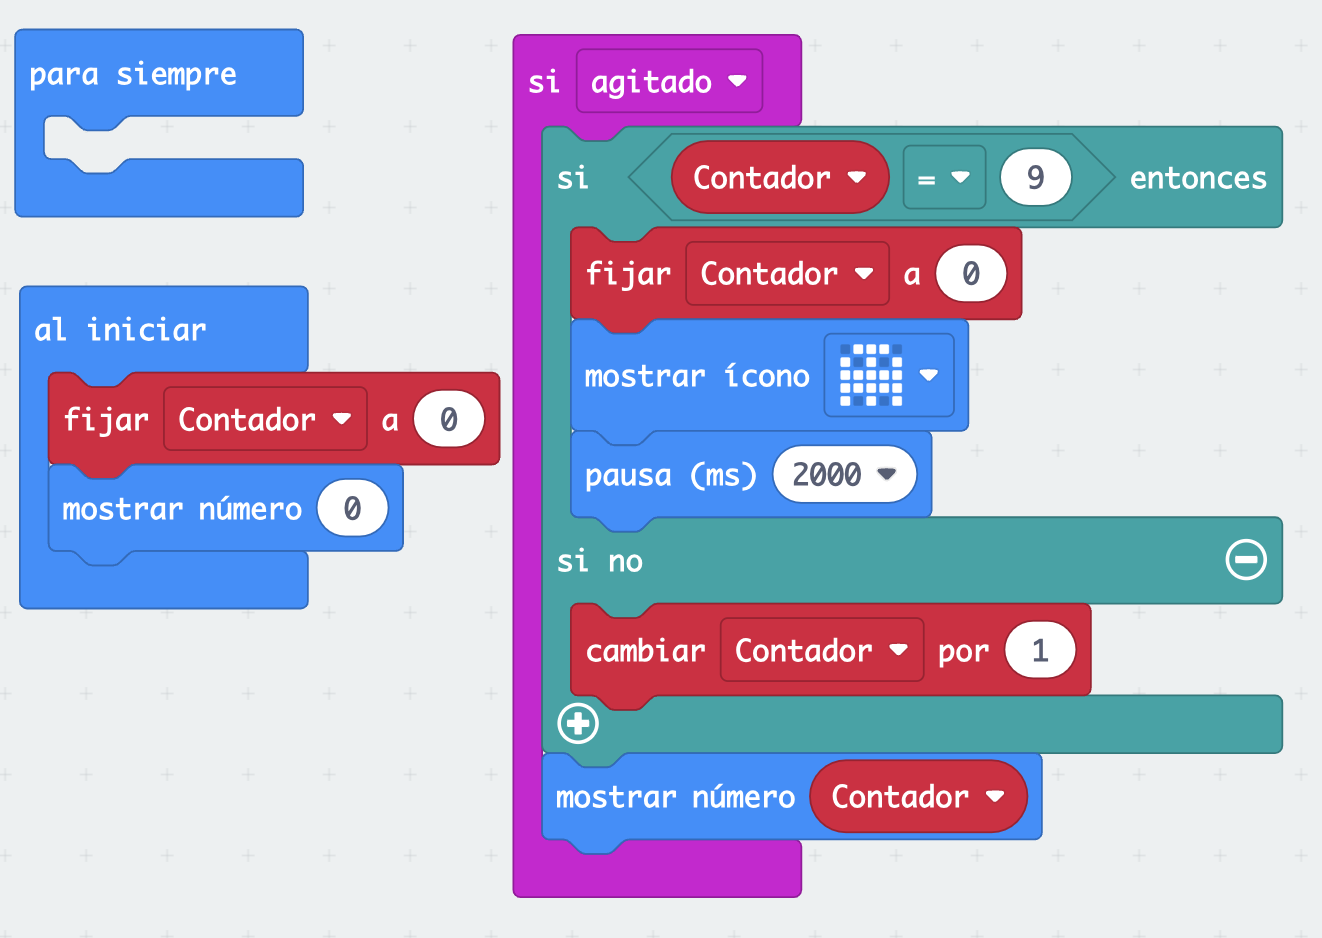 para siempre
al iniciar
fijar Contador a 0
mostrar número 0
si agitado
si Contador = 9 entonces
fijar Contador a 0
mostrar ícono
pausa (ms) 2000
si no
cambiar Contador por 1
mostrar número Contador